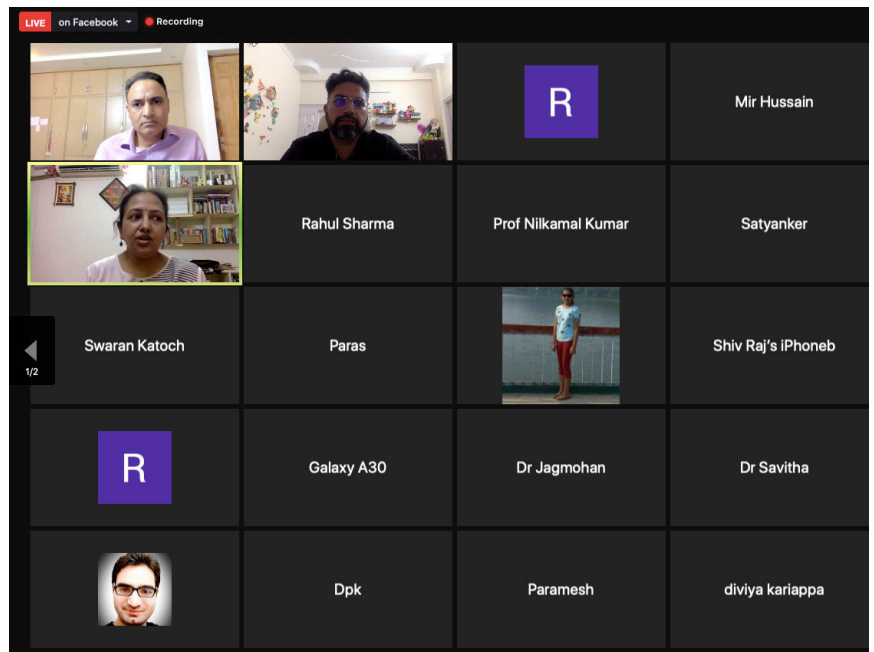 LIVE on Facebook Recording
R Mir Hussain
Rahul Sharma Prof Nilkamal Kumar Satyanker
Swaran Katoch Paras Shiv Raj's iPhoneb
1/2
R Galaxy A30 Dr Jagmohan Dr Savitha
Dpk Paramesh diviya kariappa